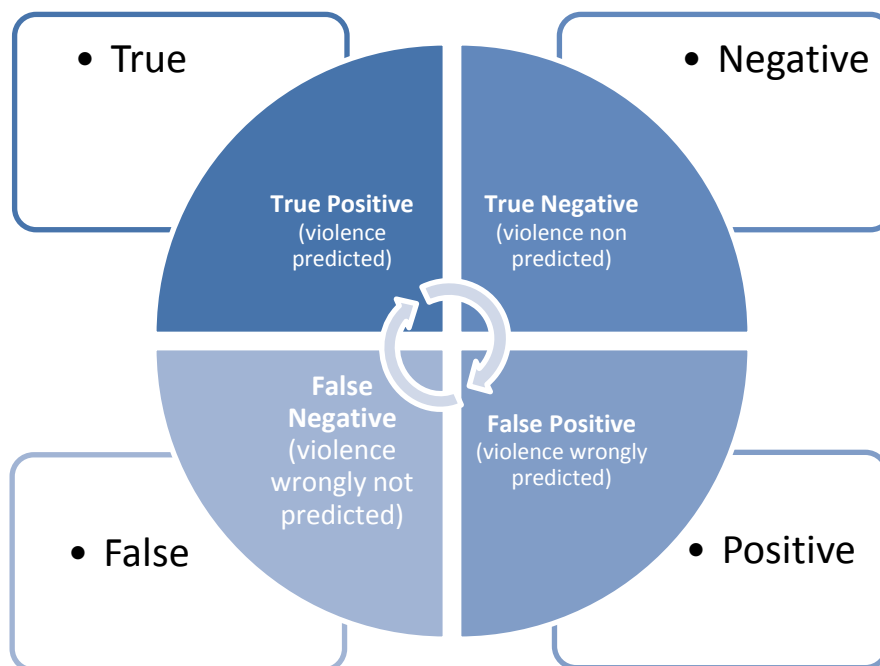 • True
• Negative
True Positive
(violence
predicted)
True Negative
(violence non
predicted)
False
Negative
(violence
wrongly not
predicted)
False Positive
(violence wrongly
predicted)
• False
• Positive